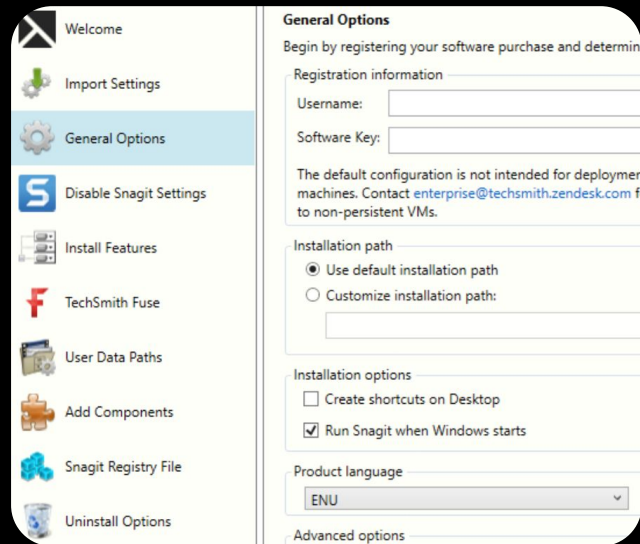 Welcome
Import Settings
General Options
Disable Snagit Settings
Install Features
TechSmith Fuse
User Data Paths
Add Components
Snagit Registry File
Uninstall Options
General Options
Begin by registering your software purchase and determin
Registration information
Username:
Software Key:
The default configuration is not intended for deploymen
machines. Contact enterprise@techsmith.zendesk.com f
to non-persistent VMs.
Installation path
Use default installation path
Customize installation path:
Installation options
Create shortcuts on Desktop
Run Snagit when Windows starts
Product language
ENU
Advanced options